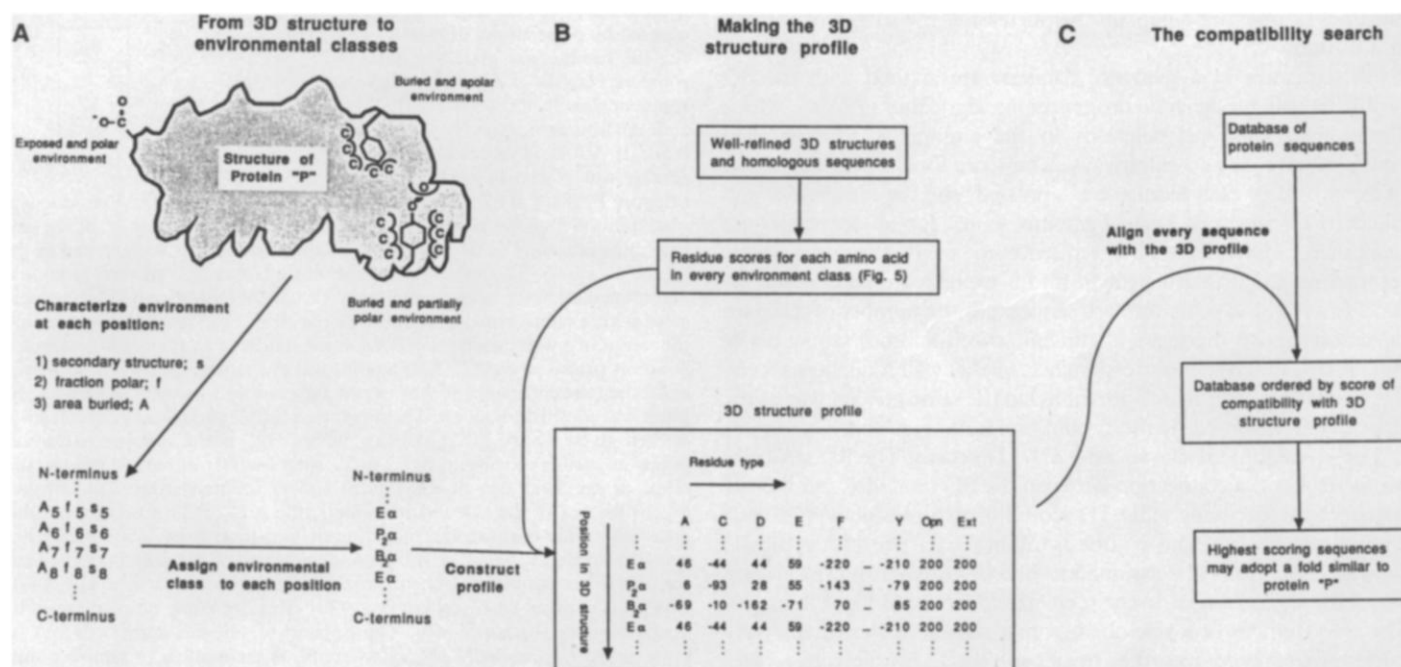 A
From 3D structure to
environmental classes
Buried and apolar
environment
Exposed and polar
environment
Structure of
Protein "P"
Buried and partially
polar environment
Characterize environment
at each position:
1) secondary structure; s
2) fraction polar; f
3) area buried; A
N-terminus
A5 f5 s5
A6 f6 s6
A7 f7 s7
A8 f8 s8
C-terminus
Assign environmental
class to each position
N-terminus
Eα
P2α
B2α
Eα
C-terminus
Construct
profile
B
Making the 3D
structure profile
Well-refined 3D structures
and homologous sequences
Residue scores for each amino acid
in every environment class (Fig. 5)
3D structure profile
Residue type
Position in 3D structure
A C D E F Y Opn Ext
Eα 46 -44 44 59 -220 -210 200 200
P2α -93 28 55 -143 -79 200 200
B2α -69 -10 -162 -71 70 85 200 200
Eα 46 -44 44 59 -220 -210 200 200
C
The compatibility search
Database of
protein sequences
Align every sequence
with the 3D profile
Database ordered by score of
compatibility with 3D
structure profile
Highest scoring sequences
may adopt a fold similar to
protein "P"